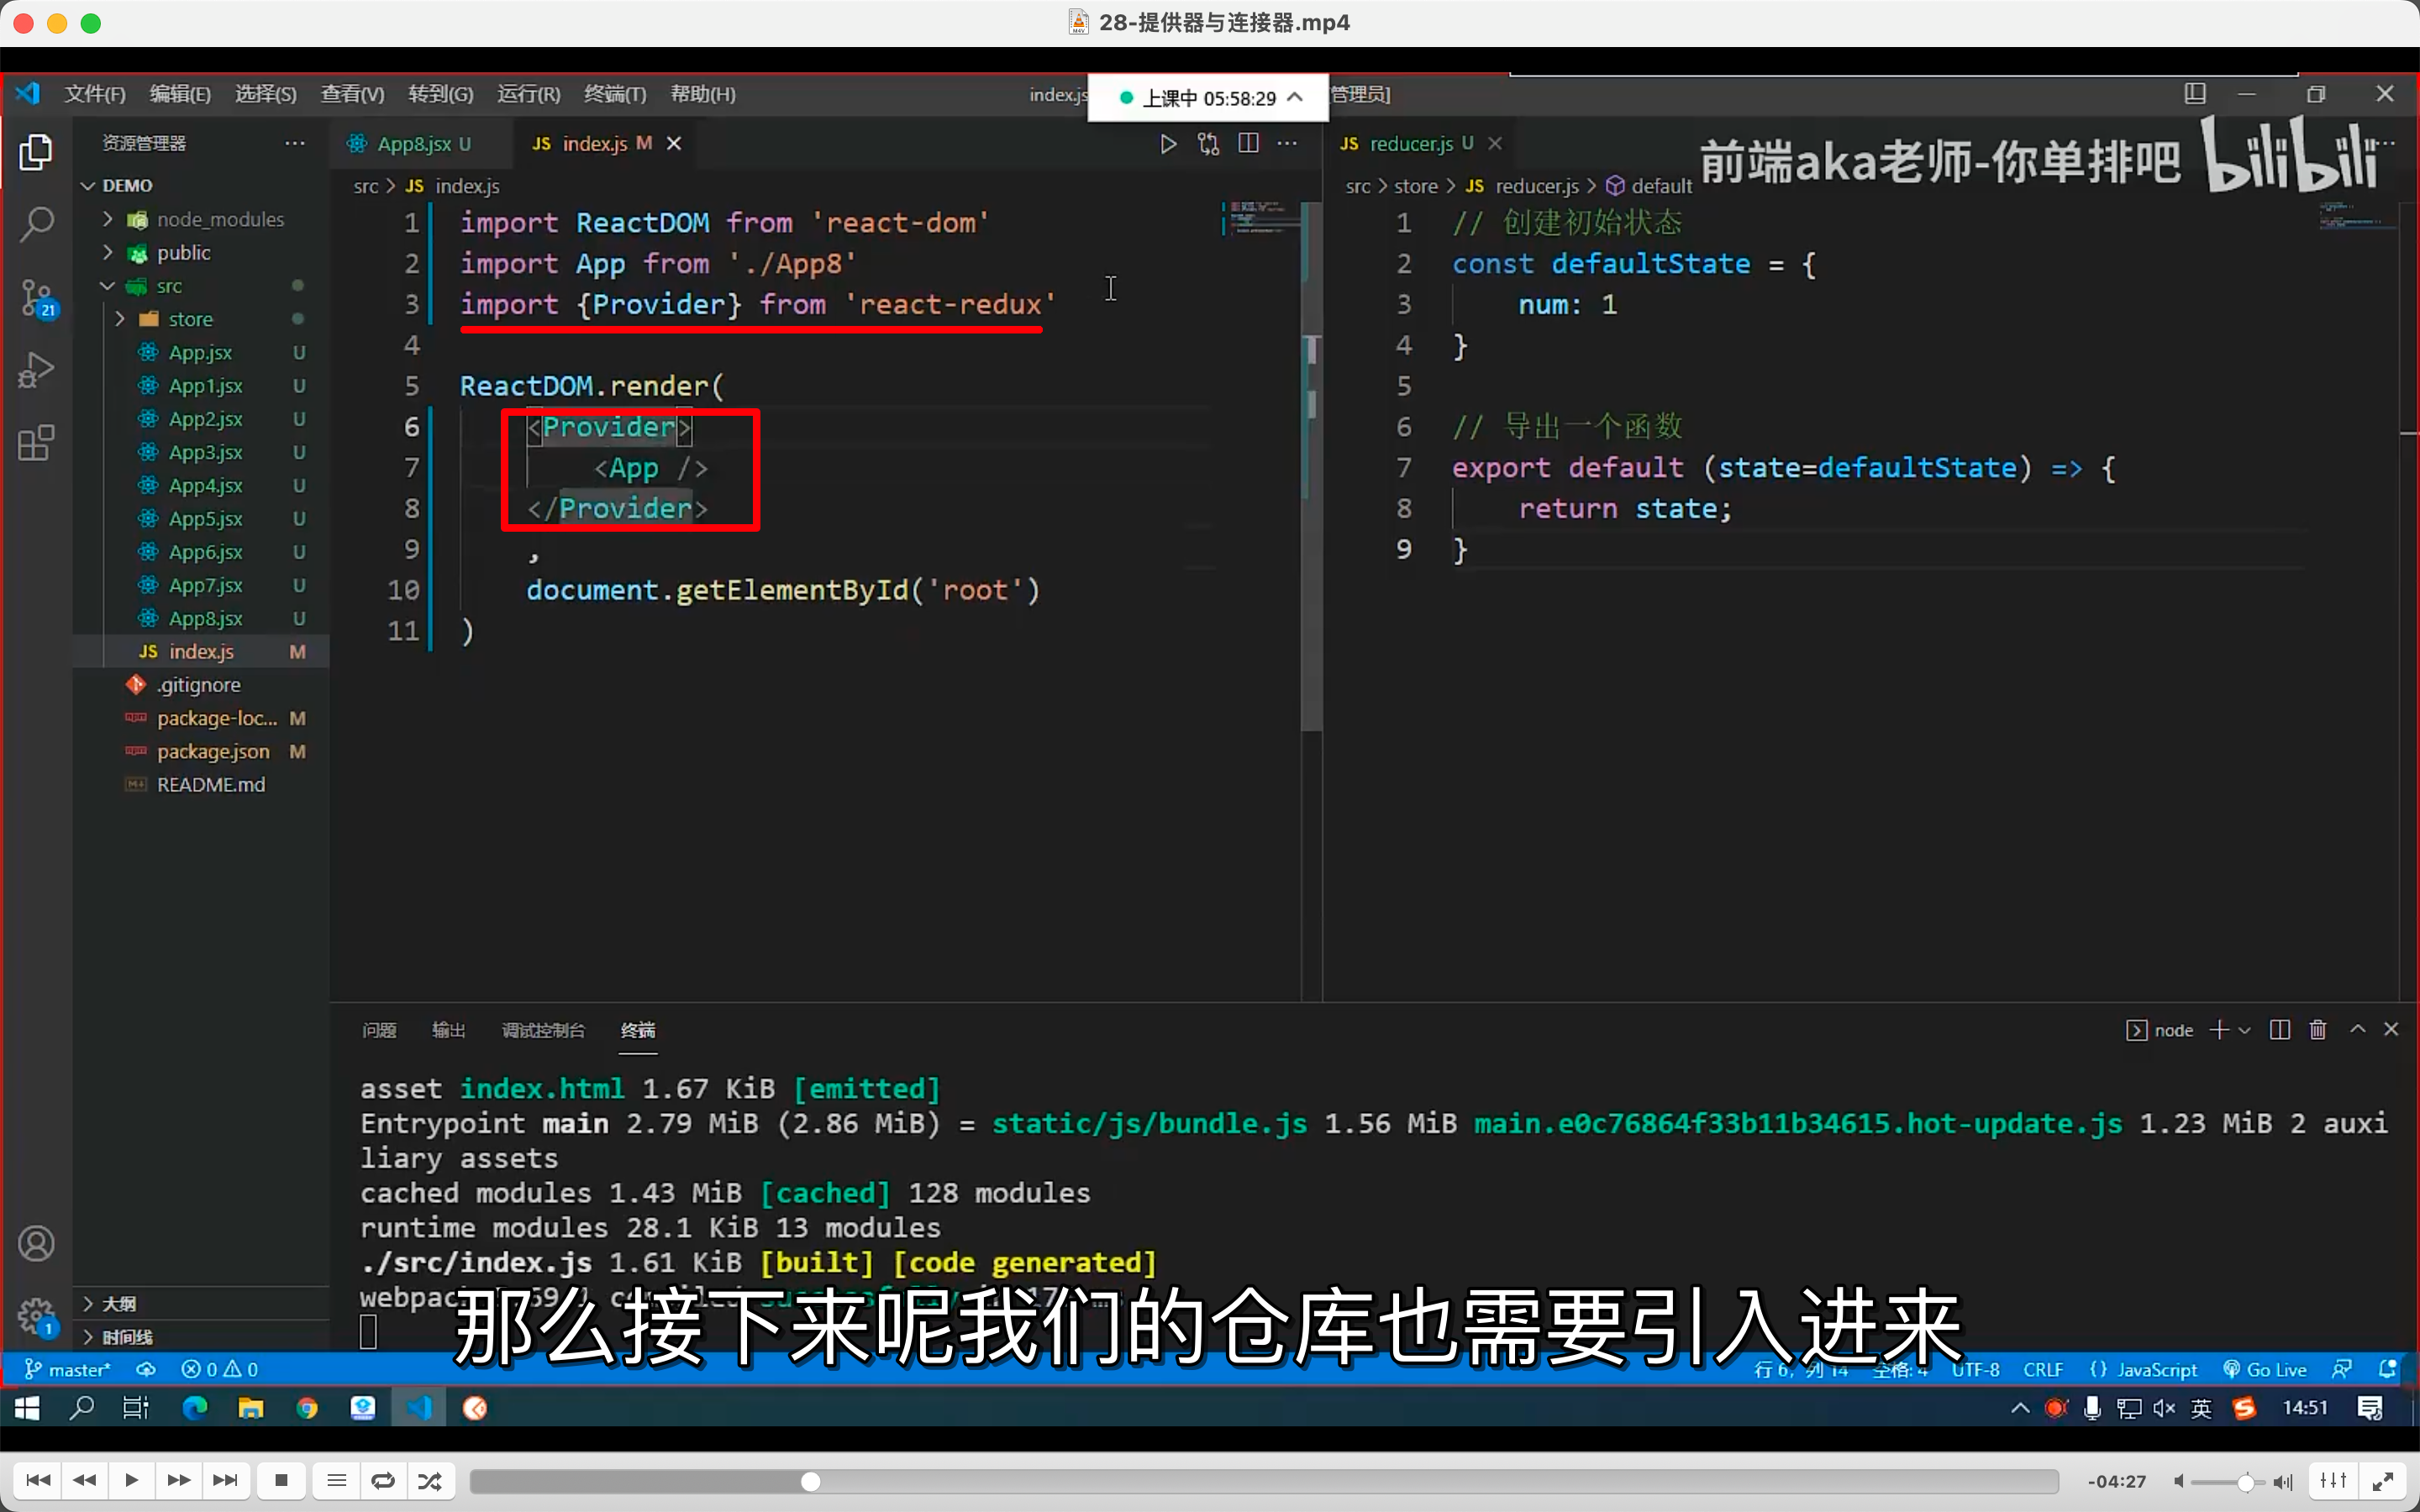 28-提供器与连接器.mp4
文件(F) 编辑(E) 选择(S) 查看(V) 转到(G) 运行(R) 终端(T) 帮助(H)
index.js
上课中 05:58:29
管理员]
资源管理器
App8.jsx U
JS index.js M
JS reducer.js U
前端aka老师-你单排吧 bilibili
DEMO
node_modules
public
src
store
App.jsx U
App1.jsx U
App2.jsx U
App3.jsx U
App4.jsx U
App5.jsx U
App6.jsx U
App7.jsx U
App8.jsx U
JS index.js M
.gitignore
package-loc... M
package.json M
README.md
大纲
时间线
21
1
src > JS index.js
1 import ReactDOM from 'react-dom'
2 import App from './App8'
3 import {Provider} from 'react-redux'
4
5 ReactDOM.render(
6 <Provider>
7 <App />
8 </Provider>
9 ,
10 document.getElementById('root')
11 )
src > store > JS reducer.js > default
1 // 创建初始状态
2 const defaultState = {
3 num: 1
4 }
5
6 // 导出一个函数
7 export default (state=defaultState) => {
8 return state;
9 }
问题 输出 调试控制台 终端
node
asset index.html 1.67 KiB [emitted]
Entrypoint main 2.79 MiB (2.86 MiB) = static/js/bundle.js 1.56 MiB main.e0c76864f33b11b34615.hot-update.js 1.23 MiB 2 auxi
liary assets
cached modules 1.43 MiB [cached] 128 modules
runtime modules 28.1 KiB 13 modules
./src/index.js 1.61 KiB [built] [code generated]
那么接下来呢我们的仓库也需要引入进来
master* 0 0
行 6, 列 14 空格: 4 UTF-8 CRLF {} JavaScript Go Live
英 14:51
-04:27